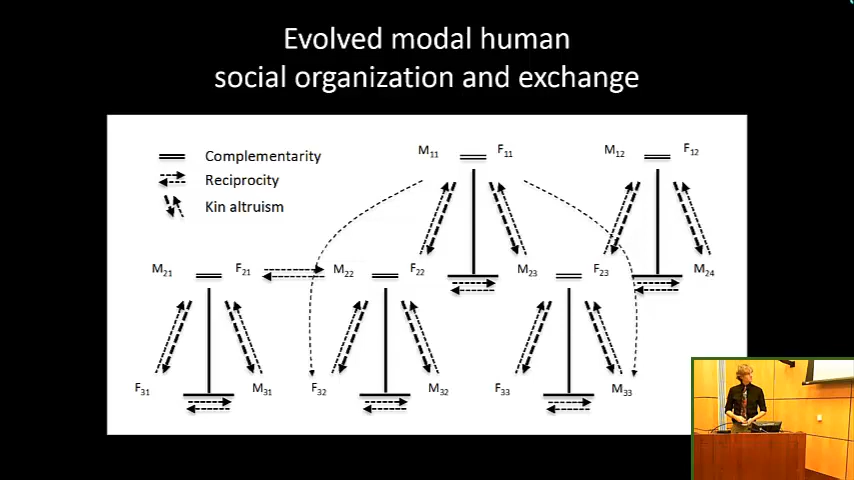 Evolved modal human
social organization and exchange
Complementarity
Reciprocity
Kin altruism
M11 F11 M12 F12
M21 F21 M22 F22 M23 F23 M24
F31 M31 F32 M32 F33 M33